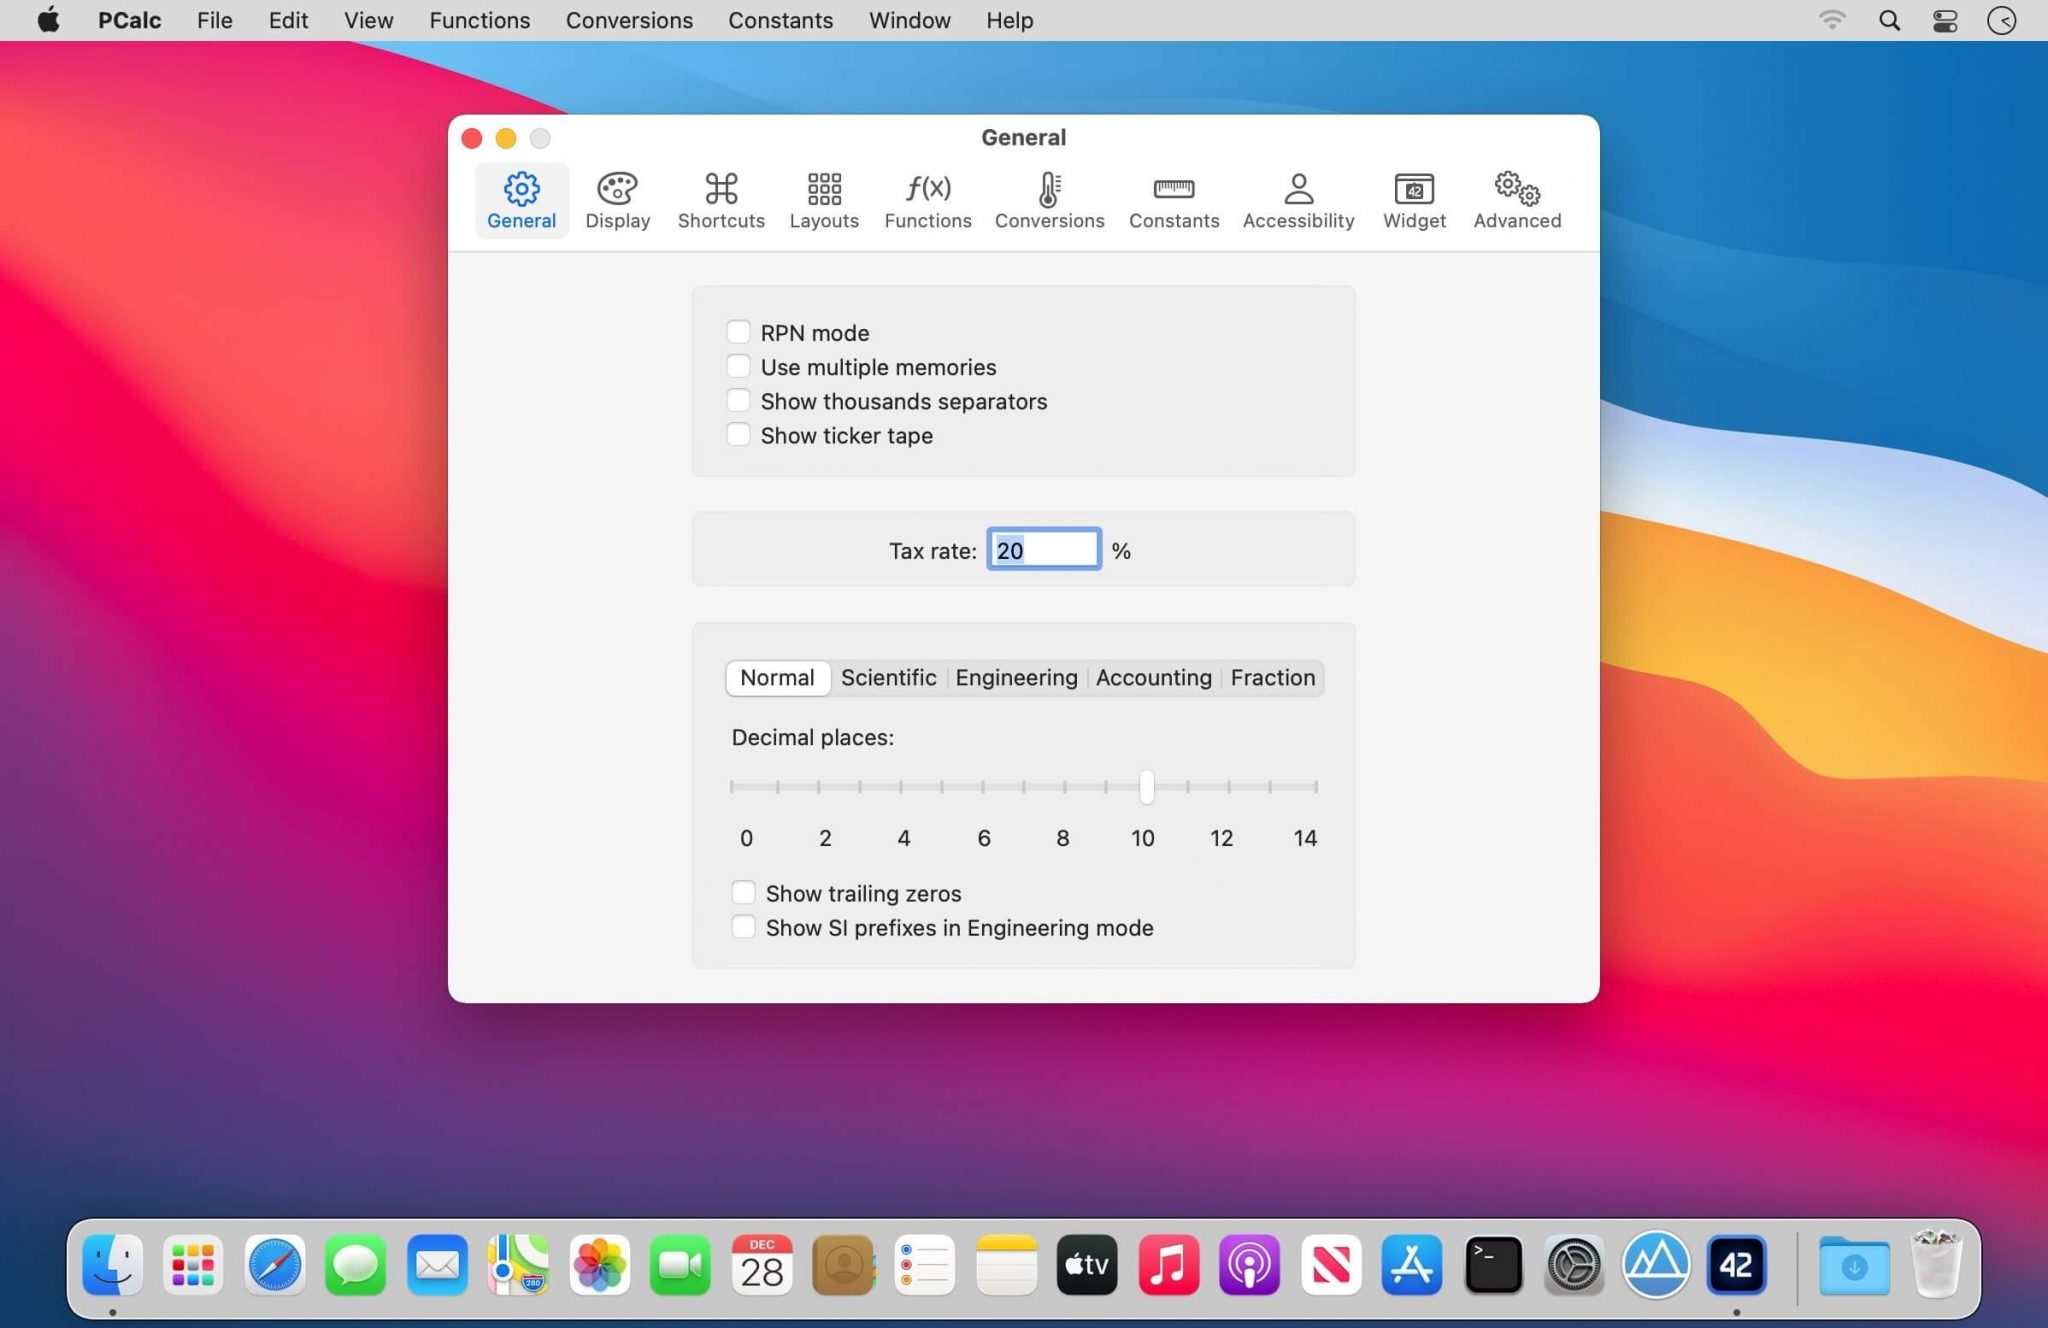 PCalc File Edit View Functions Conversions Constants Window Help
General
General Display Shortcuts Layouts f(x) Functions Conversions Constants Accessibility 42 Widget Advanced
RPN mode
Use multiple memories
Show thousands separators
Show ticker tape
Tax rate: 20 %
Normal Scientific Engineering Accounting Fraction
Decimal places:
0 2 4 6 8 10 12 14
Show trailing zeros
Show SI prefixes in Engineering mode
280 DEC 28 tv >_ 42